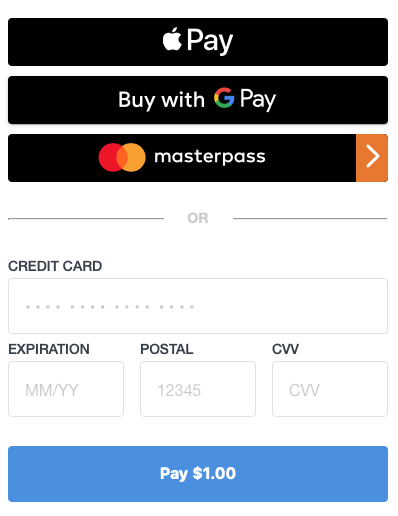 Pay
Buy with G Pay
masterpass
OR
CREDIT CARD
•••• •••• •••• ••••
EXPIRATION POSTAL CVV
MM/YY 12345 CVV
Pay $1.00